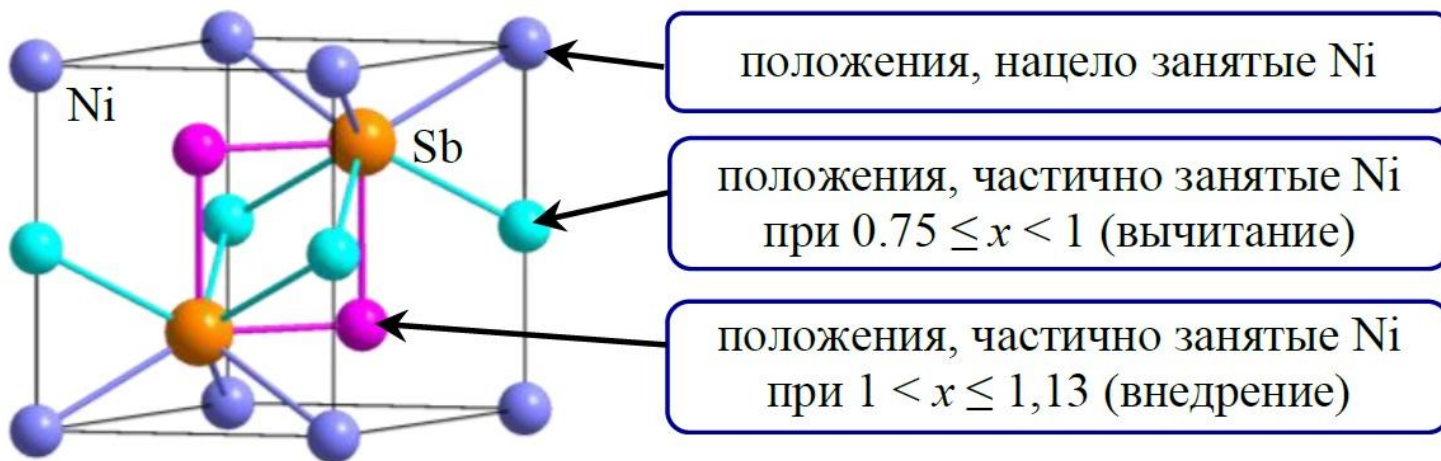 положения, нацело занятые Ni
Ni
Sb
положения, частично занятые Ni
при 0.75 ≤ x < 1 (вычитание)
положения, частично занятые Ni
при 1 < x ≤ 1,13 (внедрение)